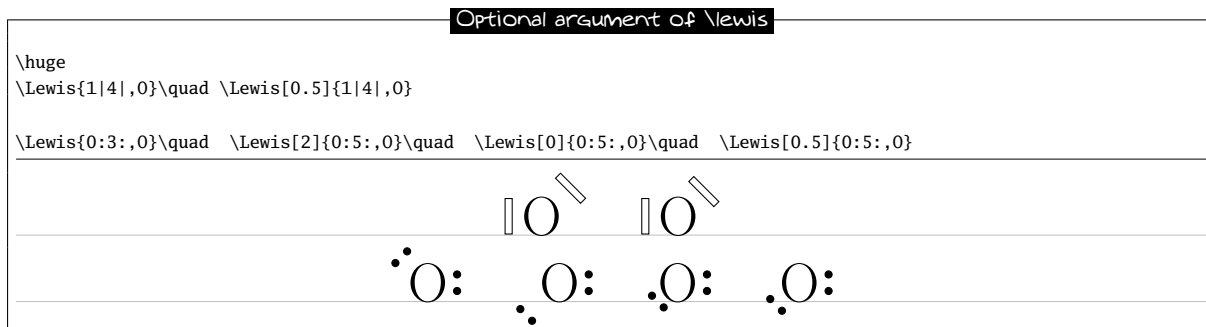 Optional argument of \lewis
\huge
\Lewis{1|4|,O}\quad \Lewis[0.5]{1|4|,O}
\Lewis{0:3:,O}\quad \Lewis[2]{0:5:,O}\quad \Lewis[0]{0:5:,O}\quad \Lewis[0.5]{0:5:,O}
O O
O O O O